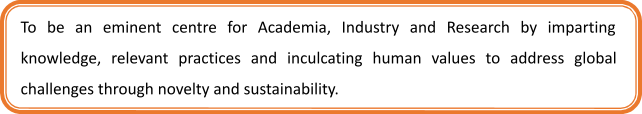 To be an eminent centre for Academia, Industry and Research by imparting
knowledge, relevant practices and inculcating human values to address global
challenges through novelty and sustainability.